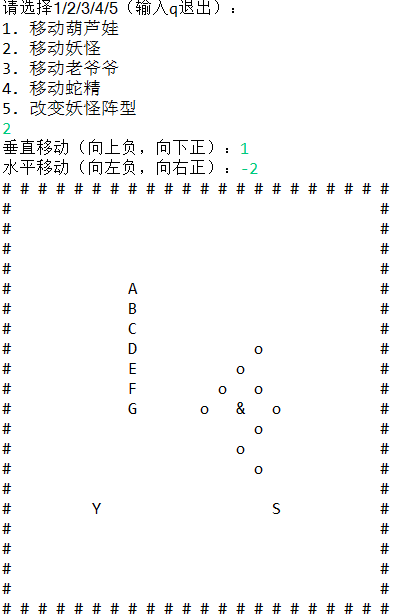 请选择1/2/3/4/5（输入q退出）：
1. 移动葫芦娃
2. 移动妖怪
3. 移动老爷爷
4. 移动蛇精
5. 改变妖怪阵型
2
垂直移动（向上负，向下正）：1
水平移动（向左负，向右正）：-2
# # # # # # # # # # # # # # # # # # # # # #
#                                         #
#                                         #
#                                         #
#                                         #
#             A                           #
#             B                           #
#             C                           #
#             D             o             #
#             E           o               #
#             F         o   o             #
#             G       o   &   o           #
#                           o             #
#                         o               #
#                           o             #
#                                         #
#         Y                   S           #
#                                         #
#                                         #
#                                         #
#                                         #
# # # # # # # # # # # # # # # # # # # # # #